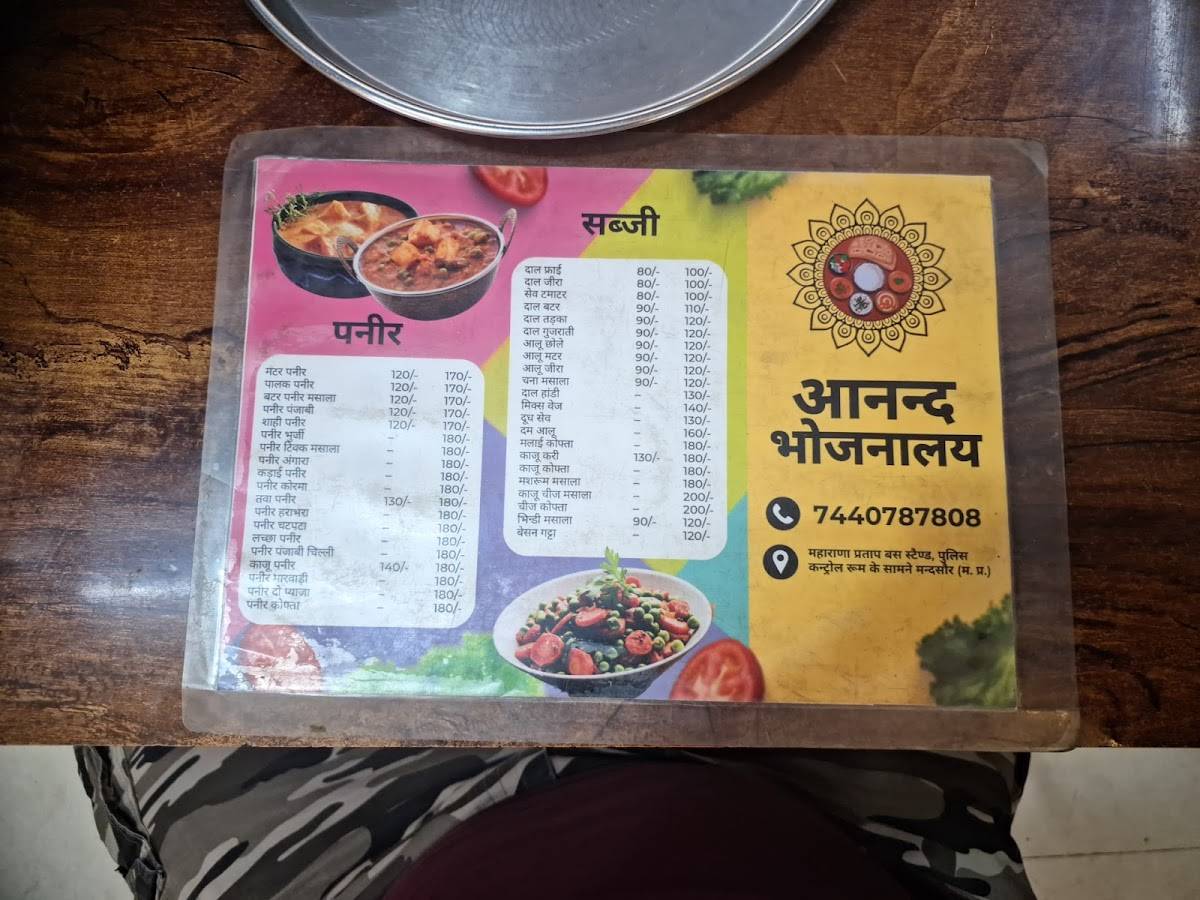 पनीर
मटर पनीर 120/- 170/-
पालक पनीर 120/- 170/-
बटर पनीर मसाला 120/- 170/-
पनीर पंजाबी 120/- 170/-
शाही पनीर 120/- 170/-
पनीर भुर्जी – 180/-
पनीर टिक्क मसाला – 180/-
पनीर अंगारा – 180/-
कड़ाई पनीर – 180/-
पनीर कोरमा – 180/-
तवा पनीर 130/- 180/-
पनीर हराभरा – 180/-
पनीर चटपटा – 180/-
लच्छा पनीर – 180/-
पनीर पंजाबी चिल्ली – 180/-
काजू पनीर 140/- 180/-
पनीर मारवाड़ी – 180/-
पनीर दो प्याजा – 180/-
पनीर कोफ्ता – 180/-
सब्जी
दाल फ्राई 80/- 100/-
दाल जीरा 80/- 100/-
सेव टमाटर 80/- 100/-
दाल बटर 90/- 110/-
दाल तड़का 90/- 120/-
दाल गुजराती 90/- 120/-
आलू छोले 90/- 120/-
आलू मटर 90/- 120/-
आलू जीरा 90/- 120/-
चना मसाला 90/- 120/-
दाल हांडी – 130/-
मिक्स वेज – 140/-
दूध सेव – 130/-
दम आलू – 160/-
मलाई कोफ्ता – 180/-
काजू करी 130/- 180/-
काजू कोफ्ता – 180/-
मशरूम मसाला – 180/-
काजू चीज मसाला – 200/-
चीज कोफ्ता – 200/-
भिन्डी मसाला 90/- 120/-
बेसन गट्टा – 120/-
आनन्द
भोजनालय
7440787808
महाराणा प्रताप बस स्टैण्ड, पुलिस
कन्ट्रोल रूम के सामने मन्दसौर (म. प्र.)